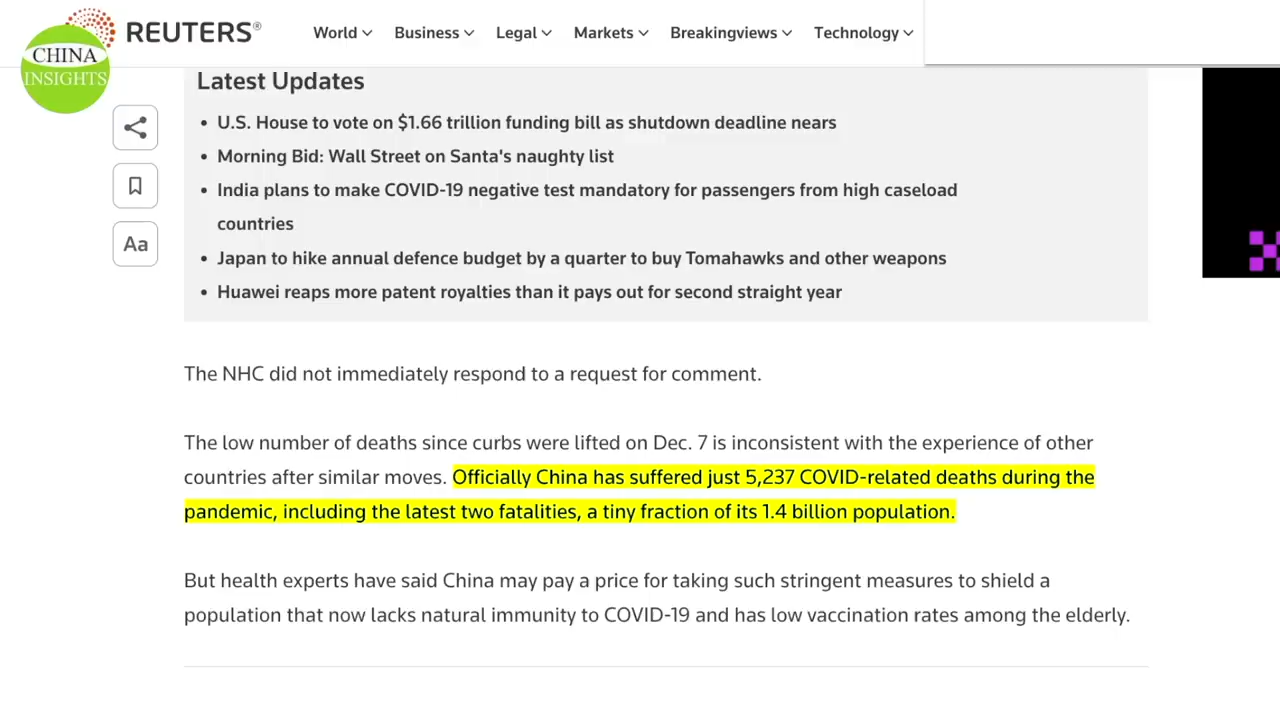 REUTERS®
World Business Legal Markets Breakingviews Technology
CHINA
INSIGHTS
Latest Updates
• U.S. House to vote on $1.66 trillion funding bill as shutdown deadline nears
• Morning Bid: Wall Street on Santa's naughty list
• India plans to make COVID-19 negative test mandatory for passengers from high caseload
countries
• Japan to hike annual defence budget by a quarter to buy Tomahawks and other weapons
• Huawei reaps more patent royalties than it pays out for second straight year
Aa
The NHC did not immediately respond to a request for comment.
The low number of deaths since curbs were lifted on Dec. 7 is inconsistent with the experience of other
countries after similar moves. Officially China has suffered just 5,237 COVID-related deaths during the
pandemic, including the latest two fatalities, a tiny fraction of its 1.4 billion population.
But health experts have said China may pay a price for taking such stringent measures to shield a
population that now lacks natural immunity to COVID-19 and has low vaccination rates among the elderly.